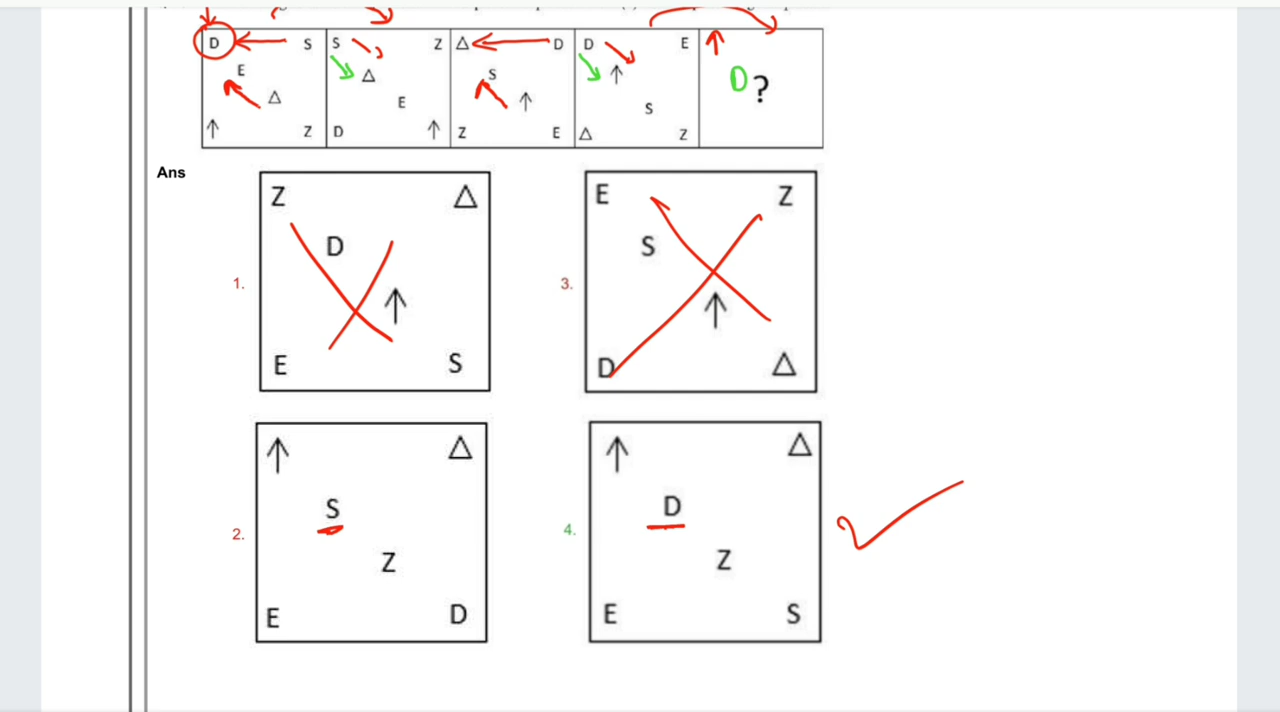 D S S Z △ D D E ↑
E △ S ↑ D ?
△ E ↑ S
↑ Z D ↑ Z E △ Z
Ans
Z △
D
1. ↑
E S
E Z
S
3. ↑
D △
↑ △
S
2. Z
E D
↑ △
D
4. Z
E S